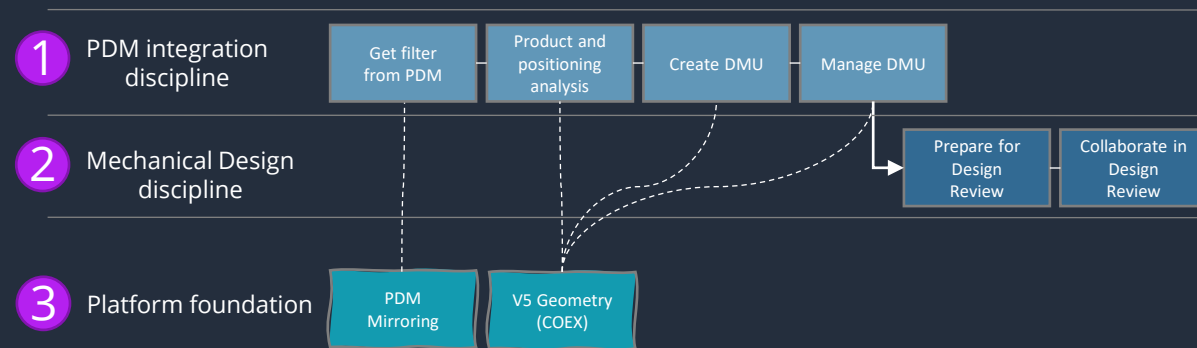 1
PDM integration
discipline
Get filter
from PDM
Product and
positioning
analysis
Create DMU
Manage DMU
2
Mechanical Design
discipline
Prepare for
Design
Review
Collaborate in
Design
Review
3
Platform foundation
PDM
Mirroring
V5 Geometry
(COEX)